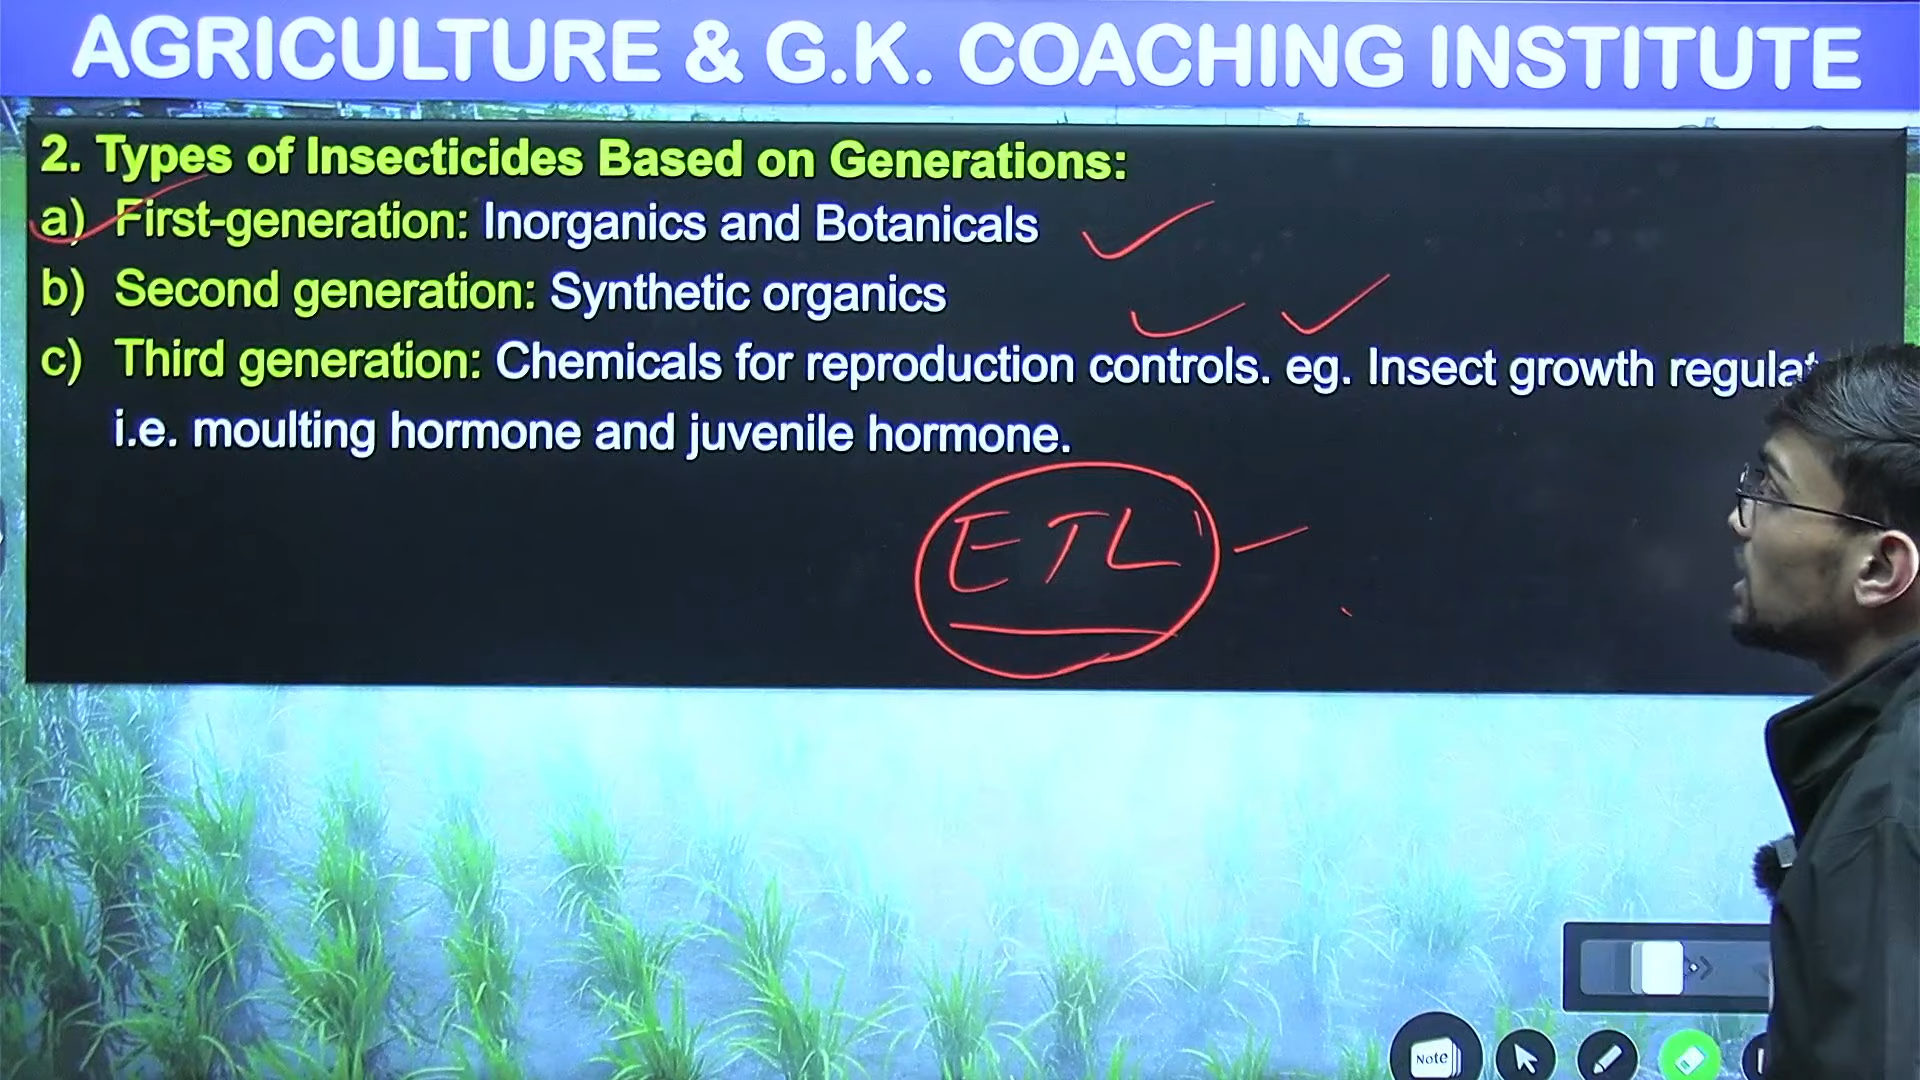 AGRICULTURE & G.K. COACHING INSTITUTE
2. Types of Insecticides Based on Generations:
a) First-generation: Inorganics and Botanicals
b) Second generation: Synthetic organics
c) Third generation: Chemicals for reproduction controls. eg. Insect growth regulat
i.e. moulting hormone and juvenile hormone.
ETL
Note